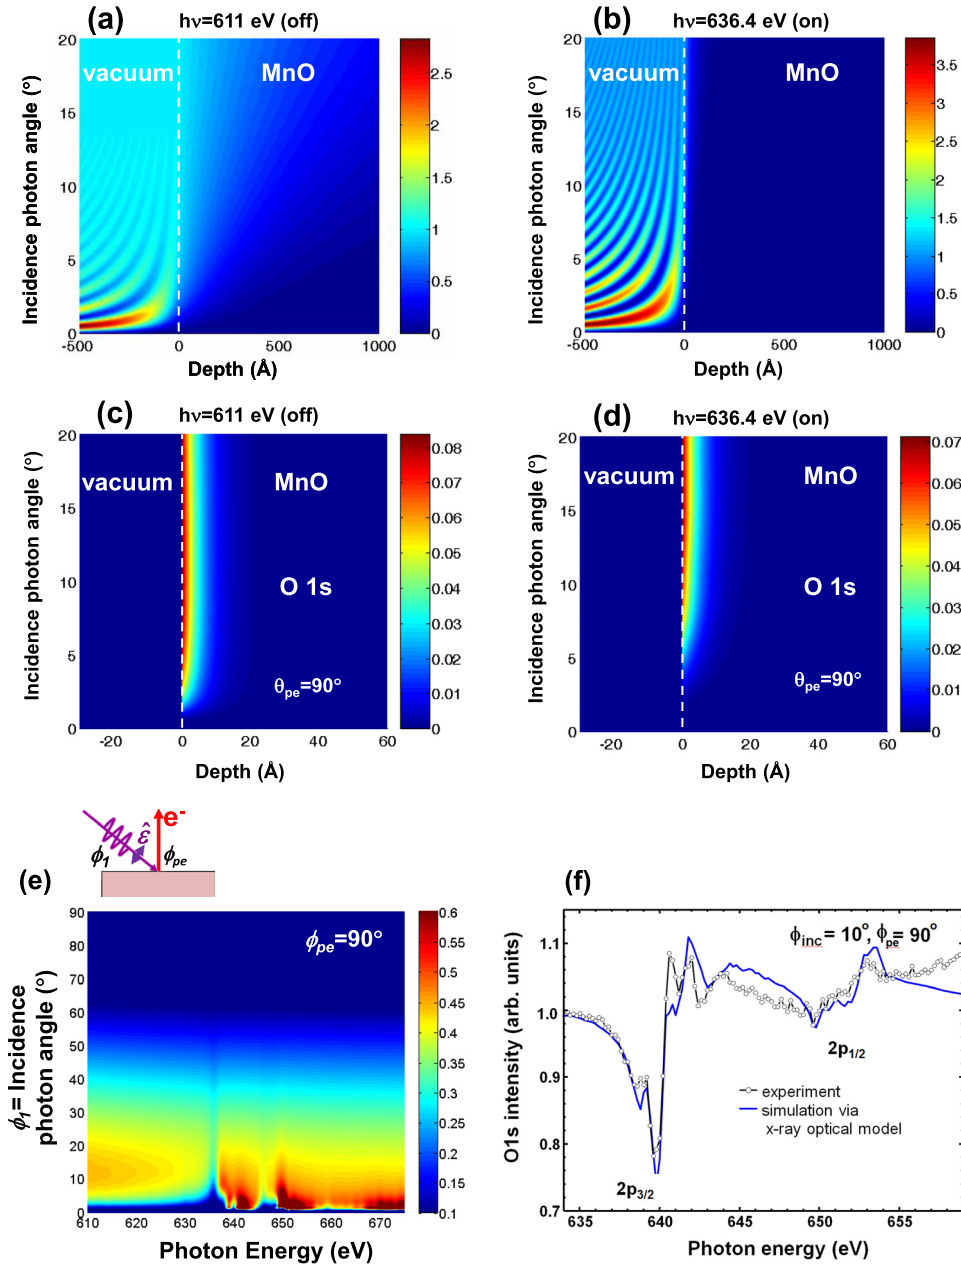 (a)
hν=611 eV (off)
vacuum
MnO
Incidence photon angle (°)
20
15
10
5
0
-500
0
500
1000
Depth (Å)
2.5
2
1.5
1
0.5
0
(b)
hν=636.4 eV (on)
vacuum
MnO
Incidence photon angle (°)
20
15
10
5
0
-500
0
500
1000
Depth (Å)
3.5
3
2.5
2
1.5
1
0.5
0
(c)
hν=611 eV (off)
vacuum
MnO
O 1s
θpe=90°
Incidence photon angle (°)
20
15
10
5
0
-20
0
20
40
60
Depth (Å)
0.08
0.07
0.06
0.05
0.04
0.03
0.02
0.01
0
(d)
hν=636.4 eV (on)
vacuum
MnO
O 1s
θpe=90°
Incidence photon angle (°)
20
15
10
5
0
-20
0
20
40
60
Depth (Å)
0.07
0.06
0.05
0.04
0.03
0.02
0.01
0
(e)
e-
ε̂
ϕ1
ϕpe
ϕpe=90°
ϕ1= Incidence
photon angle (°)
90
80
70
60
50
40
30
20
10
0
610
620
630
640
650
660
670
Photon Energy (eV)
0.6
0.55
0.5
0.45
0.4
0.35
0.3
0.25
0.2
0.15
0.1
(f)
ϕinc = 10°, ϕpe = 90°
O1s intensity (arb. units)
1.1
1.0
0.9
0.8
0.7
2p1/2
experiment
simulation via
x-ray optical model
2p3/2
635
640
645
650
655
Photon energy (eV)